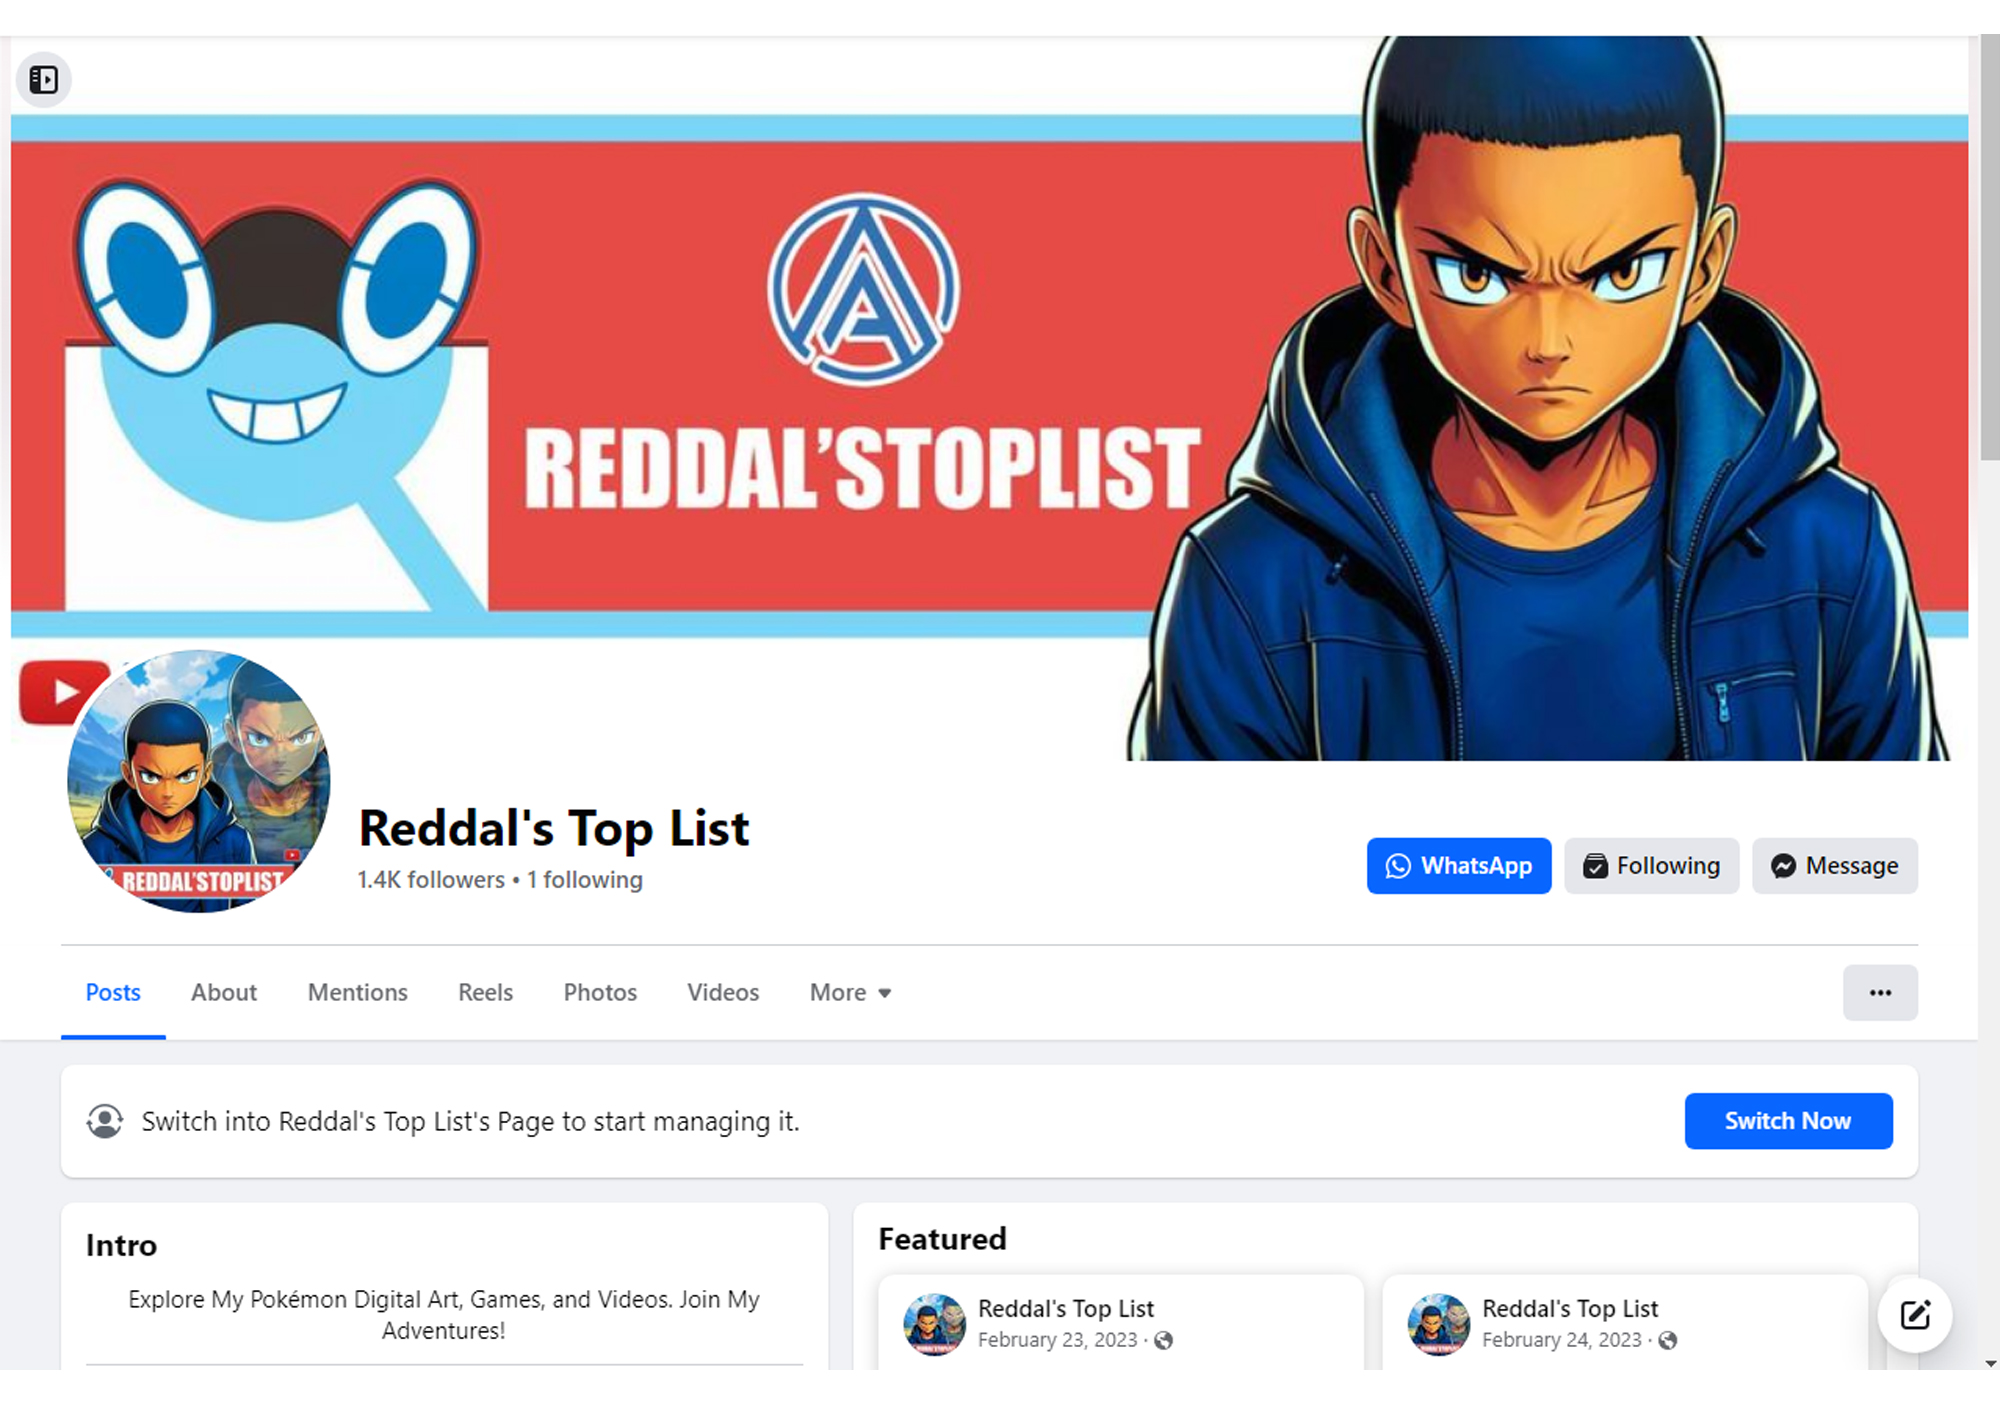 REDDAL'STOPLIST
REDDAL'STOPLIST
Reddal's Top List
1.4K followers • 1 following
WhatsApp
Following
Message
Posts
About
Mentions
Reels
Photos
Videos
More
Switch into Reddal's Top List's Page to start managing it.
Switch Now
Intro
Explore My Pokémon Digital Art, Games, and Videos. Join My
Adventures!
Featured
Reddal's Top List
February 23, 2023 ·
Reddal's Top List
February 24, 2023 ·